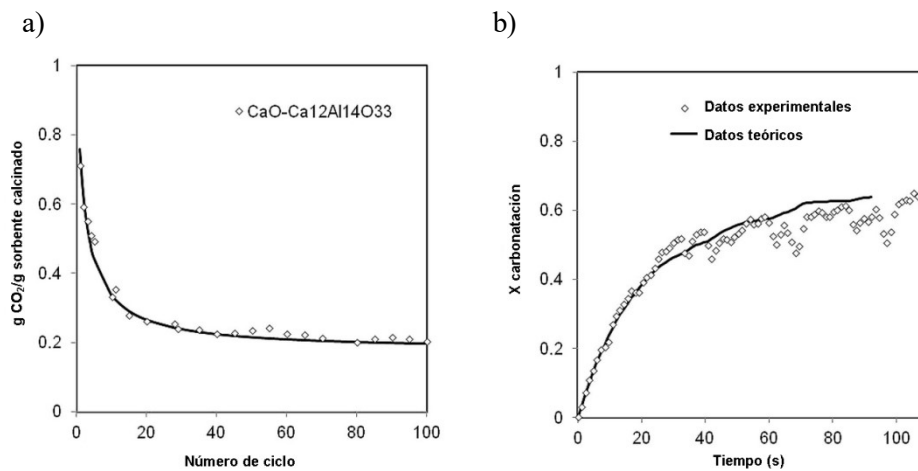 a)
1
0.8
0.6
0.4
0.2
0
0 20 40 60 80 100
g CO₂/g sorbente calcinado
Número de ciclo
CaO-Ca12Al14O33
b)
1
0.8
0.6
0.4
0.2
0
0 20 40 60 80 100
X carbonatación
Tiempo (s)
Datos experimentales
Datos teóricos